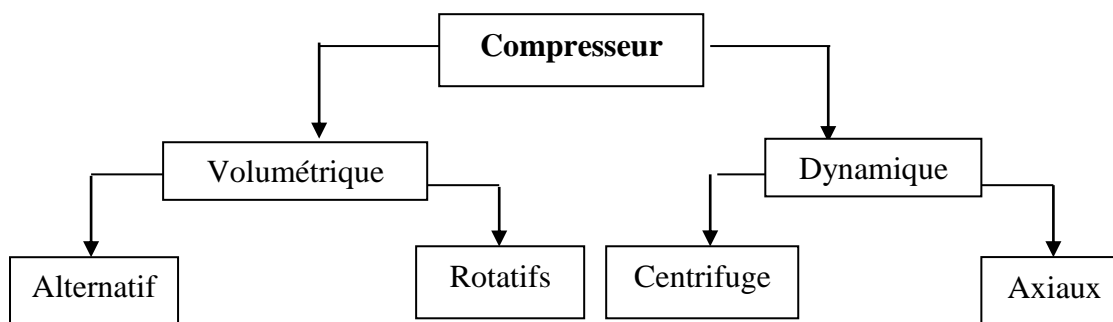 Compresseur
Volumétrique
Dynamique
Alternatif
Rotatifs
Centrifuge
Axiaux